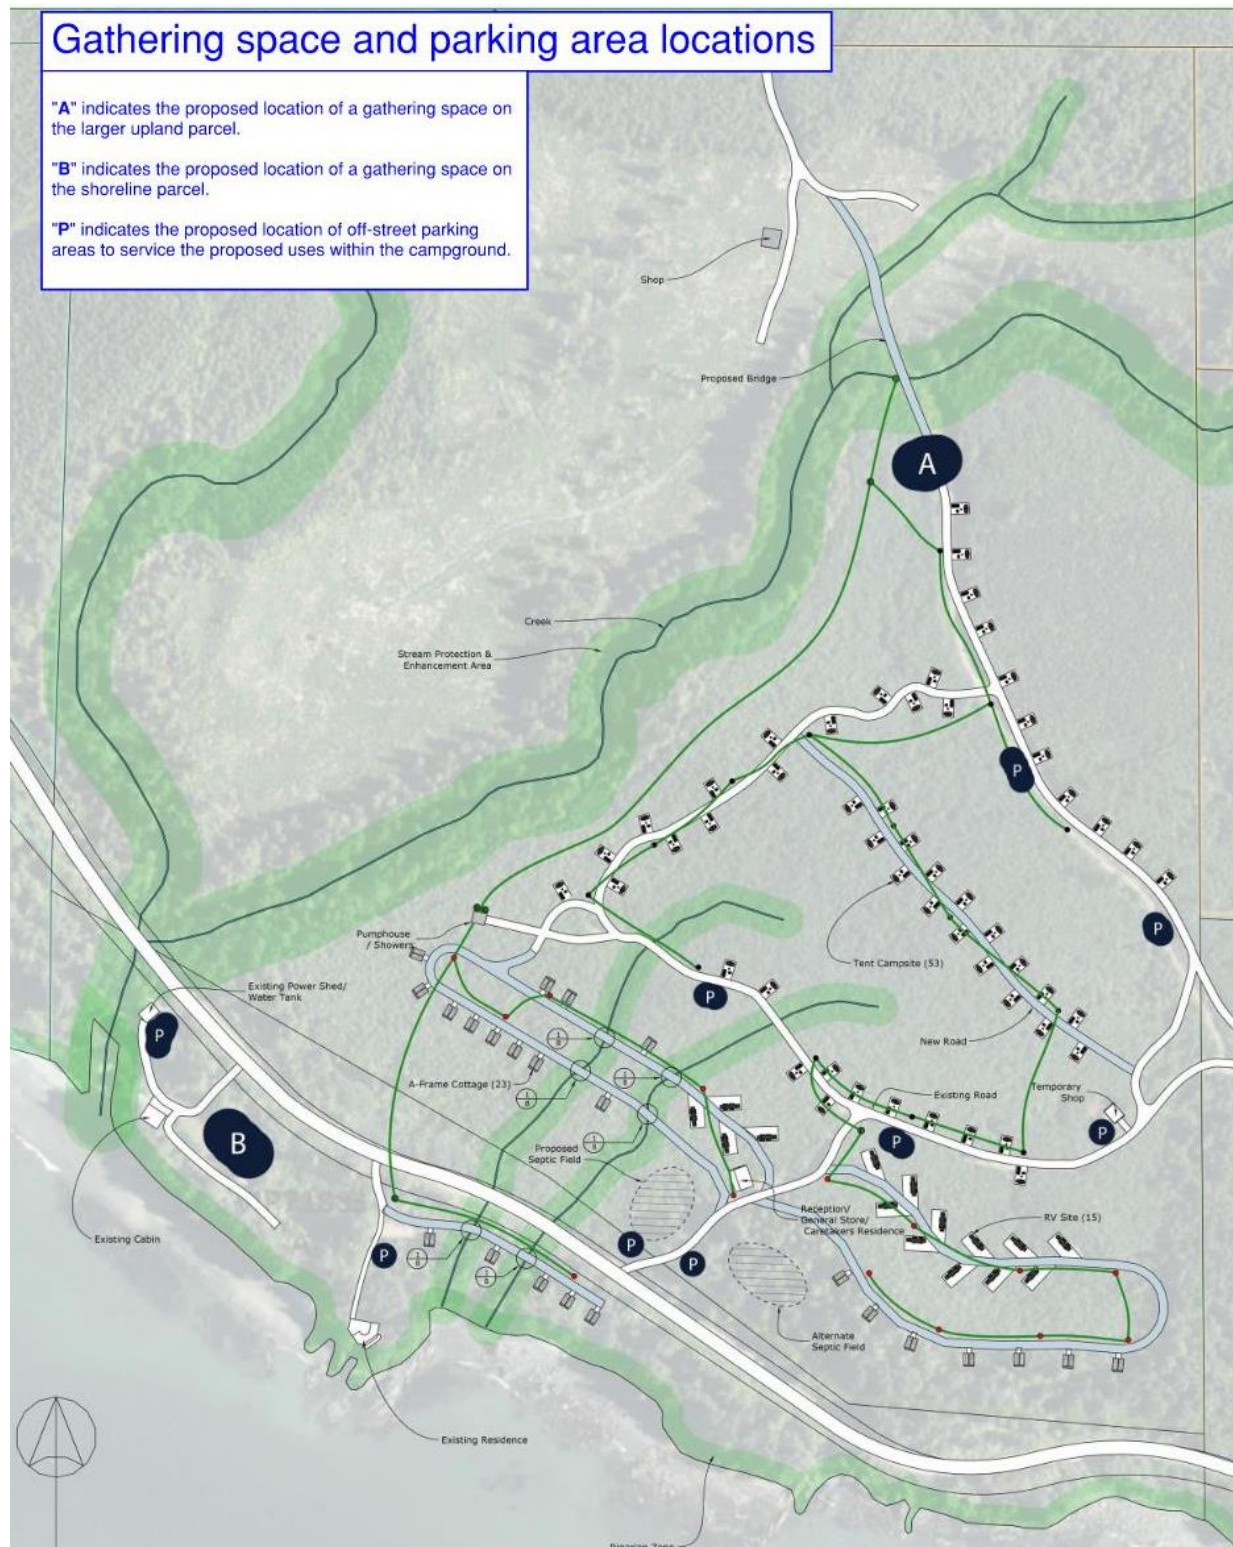 Gathering space and parking area locations
"A" indicates the proposed location of a gathering space on
the larger upland parcel.
"B" indicates the proposed location of a gathering space on
the shoreline parcel.
"P" indicates the proposed location of off-street parking
areas to service the proposed uses within the campground.
Shop
Proposed Bridge
A
Creek
Stream Protection &
Enhancement Area
P
P
Pumphouse
/ Showers
Tent Campsite (53)
Existing Power Shed/
Water Tank
P
P
New Road
A-Frame Cottage (23)
Existing Road
Temporary
Shop
P
P
B
Proposed
Septic Field
Reception/
General Store/
Caretakers Residence
RV Site (15)
Existing Cabin
P
P
P
Alternate
Septic Field
Existing Residence
Riparian Zone